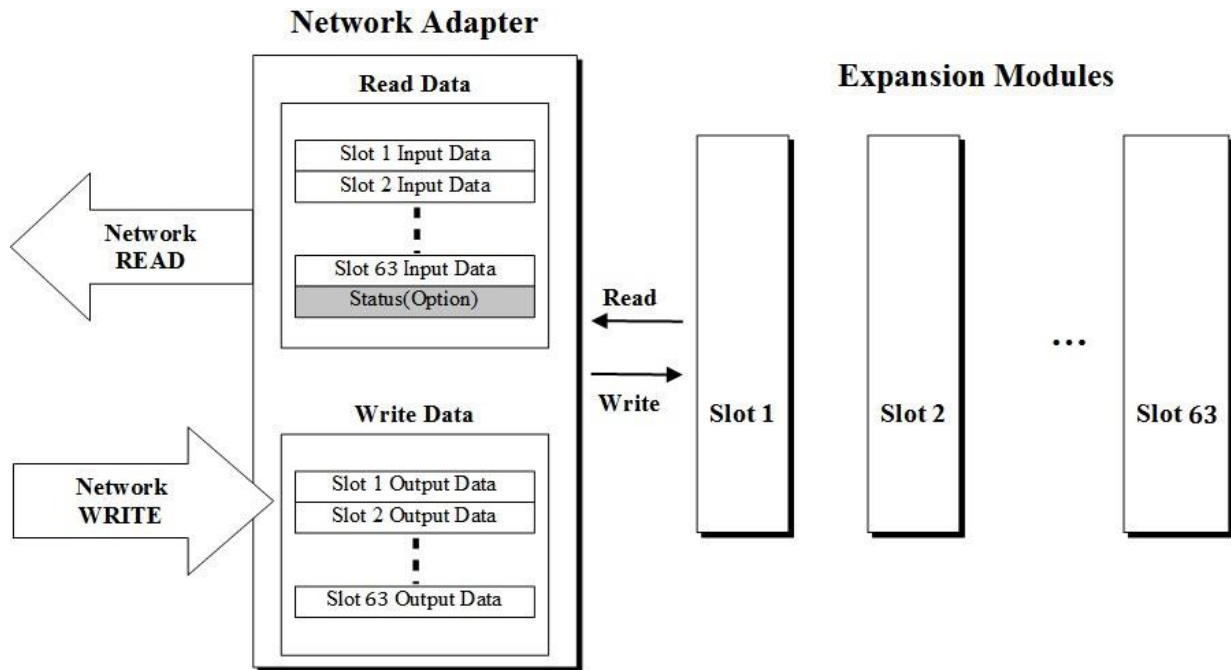 Network Adapter
Read Data
Slot 1 Input Data
Slot 2 Input Data
Slot 63 Input Data
Status(Option)
Network
READ
Write Data
Slot 1 Output Data
Slot 2 Output Data
Slot 63 Output Data
Network
WRITE
Read
Write
Expansion Modules
Slot 1
Slot 2
...
Slot 63